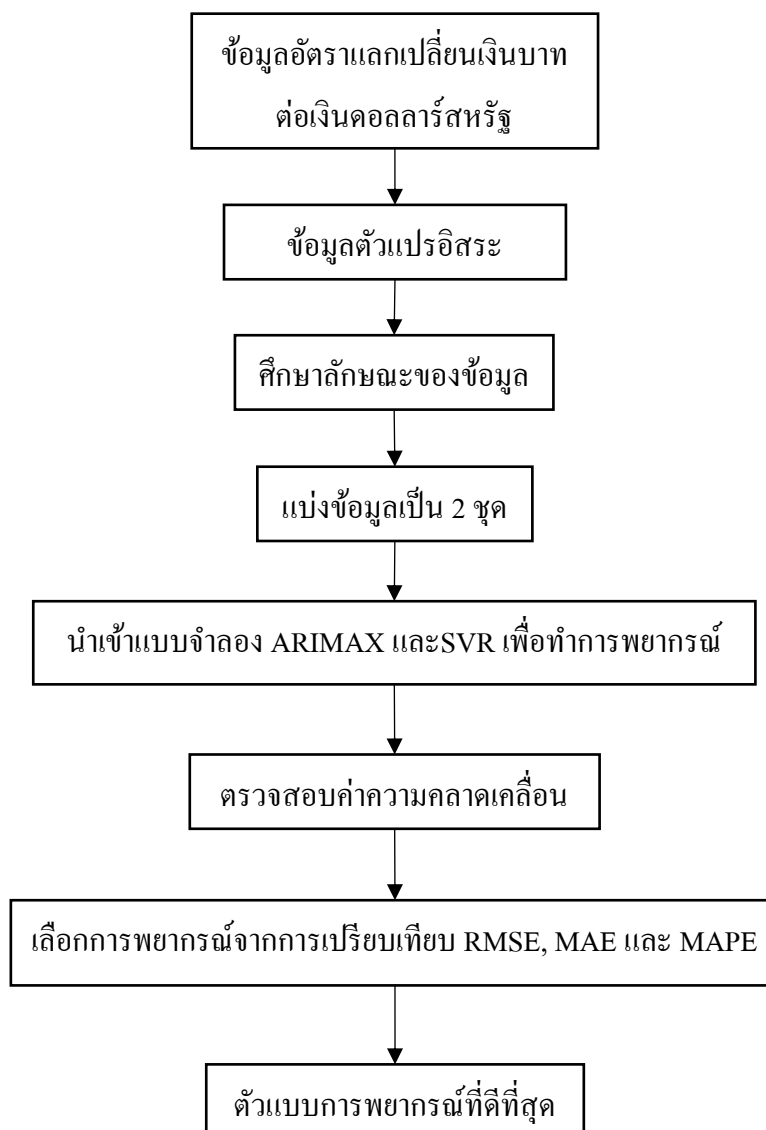 ข้อมูลอัตราแลกเปลี่ยนเงินบาท
ต่อเงินดอลลาร์สหรัฐ
ข้อมูลตัวแปรอิสระ
ศึกษาลักษณะของข้อมูล
แบ่งข้อมูลเป็น 2 ชุด
นำเข้าแบบจำลอง ARIMAX และSVR เพื่อทำการพยากรณ์
ตรวจสอบค่าความคลาดเคลื่อน
เลือกการพยากรณ์จากการเปรียบเทียบ RMSE, MAE และ MAPE
ตัวแบบการพยากรณ์ที่ดีที่สุด